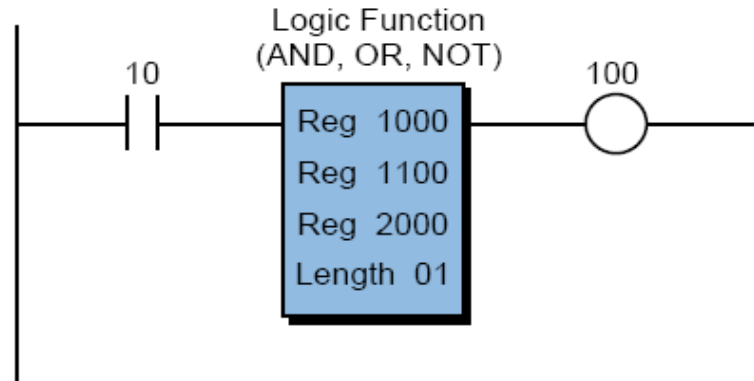 Logic Function
(AND, OR, NOT)
10
100
Reg 1000
Reg 1100
Reg 2000
Length 01